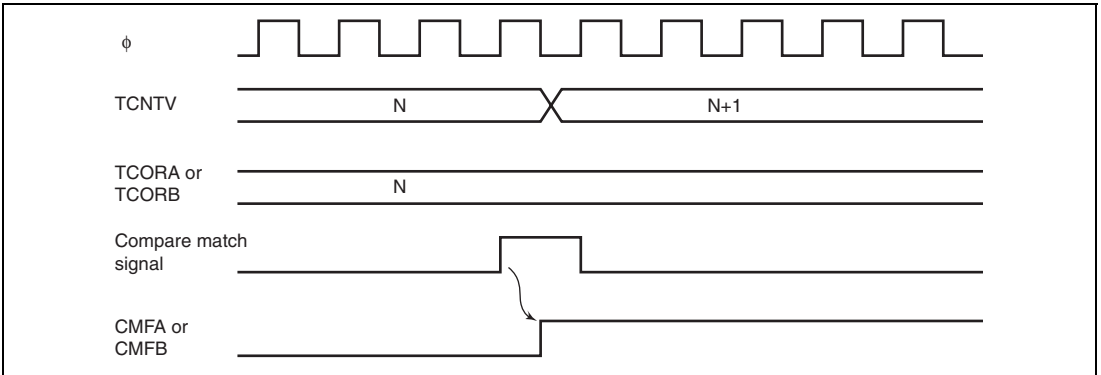 ϕ
TCNTV
N
N+1
TCORA or
TCORB
N
Compare match
signal
CMFA or
CMFB